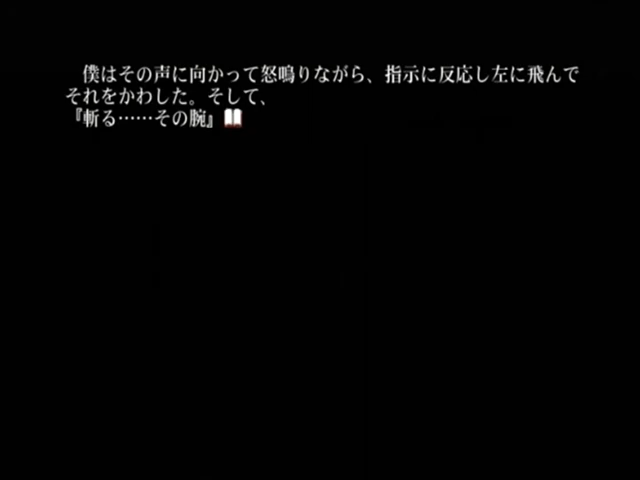 僕はその声に向かって怒鳴りながら、指示に反応し左に飛んで
それをかわした。そして、
『斬る……その腕』